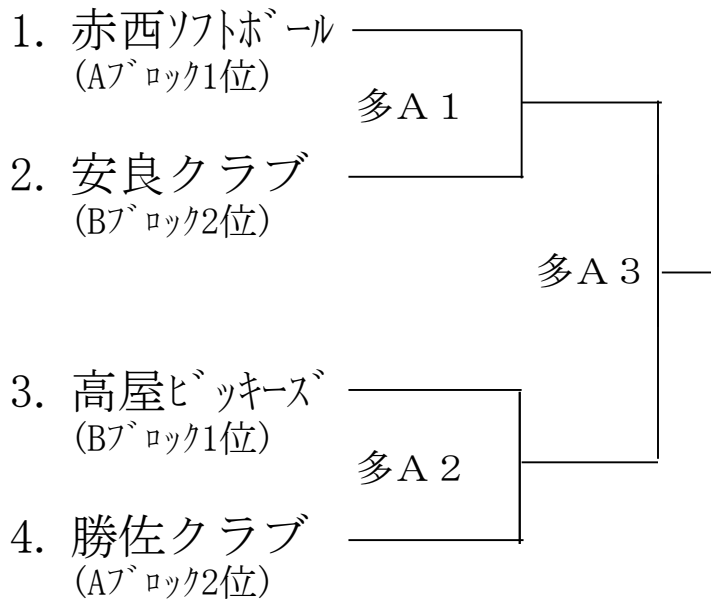 1. 赤西ｿﾌﾄﾎﾞｰﾙ
(Aﾌﾞﾛｯｸ1位)
多Ａ１
2. 安良クラブ
(Bﾌﾞﾛｯｸ2位)
多Ａ３
3. 高屋ﾋﾞｯｷｰｽﾞ
(Bﾌﾞﾛｯｸ1位)
多Ａ２
4. 勝佐クラブ
(Aﾌﾞﾛｯｸ2位)